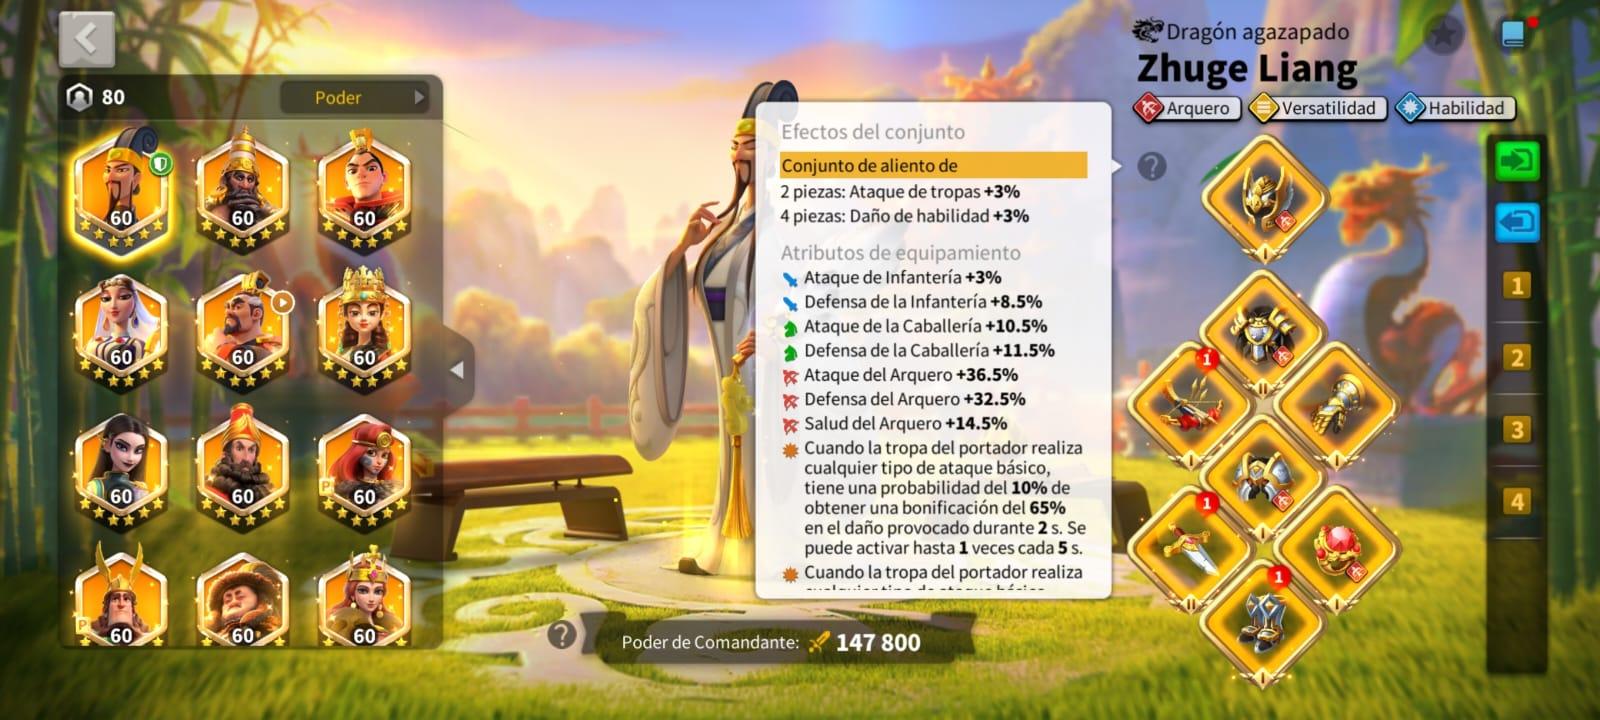 80
Poder
60
60
60
60
60
60
60
60
60
P
60
60
60
P
Efectos del conjunto
Conjunto de aliento de
2 piezas: Ataque de tropas +3%
4 piezas: Daño de habilidad +3%
Atributos de equipamiento
Ataque de Infantería +3%
Defensa de la Infantería +8.5%
Ataque de la Caballería +10.5%
Defensa de la Caballería +11.5%
Ataque del Arquero +36.5%
Defensa del Arquero +32.5%
Salud del Arquero +14.5%
Cuando la tropa del portador realiza
cualquier tipo de ataque básico,
tiene una probabilidad del 10% de
obtener una bonificación del 65%
en el daño provocado durante 2 s. Se
puede activar hasta 1 veces cada 5 s.
Cuando la tropa del portador realiza
?
Poder de Comandante: 147 800
Dragón agazapado
Zhuge Liang
Arquero
Versatilidad
Habilidad
?
I
II
1
I
I
I
1
II
I
1
I
1
2
3
4